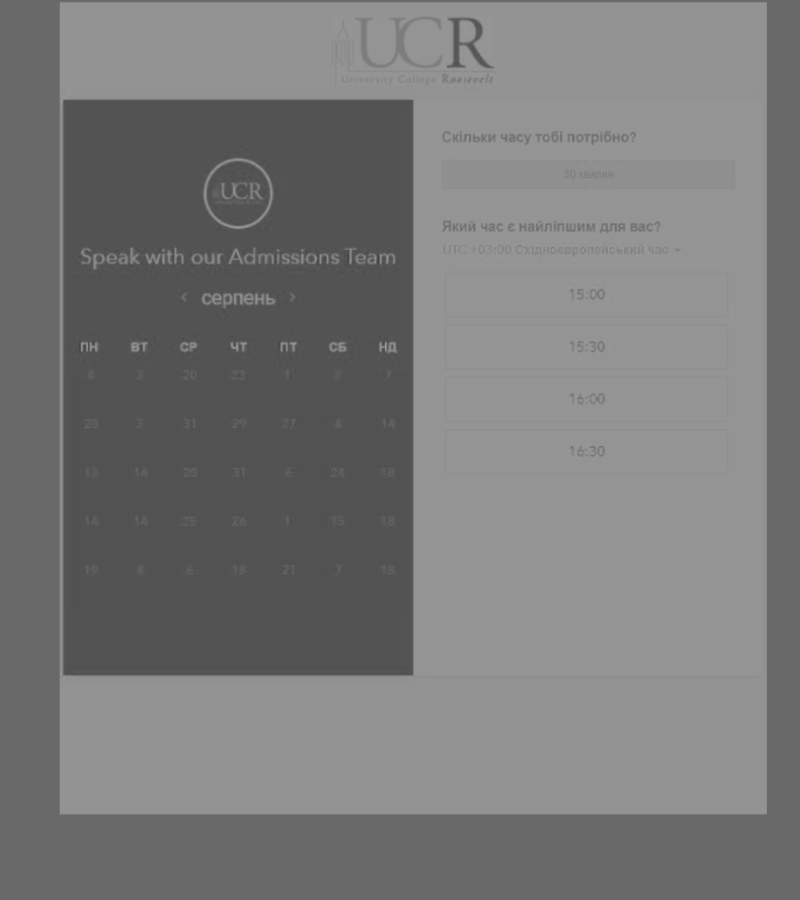 UCR
University College Roosevelt
UCR
Speak with our Admissions Team
‹ серпень ›
ПН ВТ СР ЧТ ПТ СБ НД
4 3 20 22 1 2 7
25 3 31 29 27 4 14
13 14 20 31 6 24 18
14 14 25 26 1 15 18
19 8 6 18 21 7 18
Скільки часу тобі потрібно?
30 хвилин
Який час є найліпшим для вас?
UTC +03:00 Східноєвропейський час
15:00
15:30
16:00
16:30